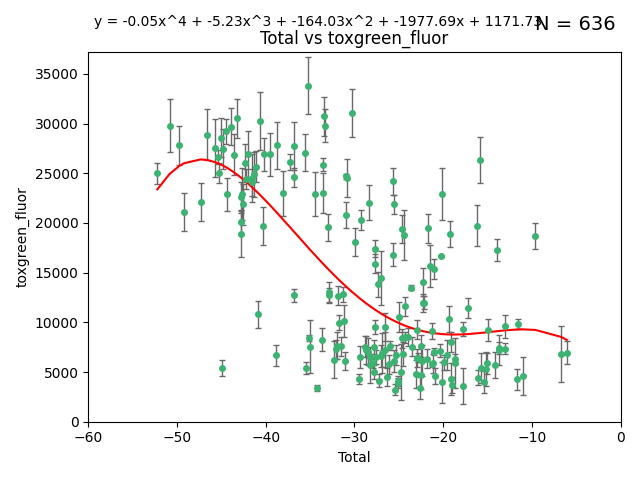 y = -0.05x^4 + -5.23x^3 + -164.03x^2 + -1977.69x + 1171.73
N = 636
Total vs toxgreen_fluor
35000
30000
25000
20000
15000
10000
5000
0
toxgreen_fluor
−60 −50 −40 −30 −20 −10 0
Total